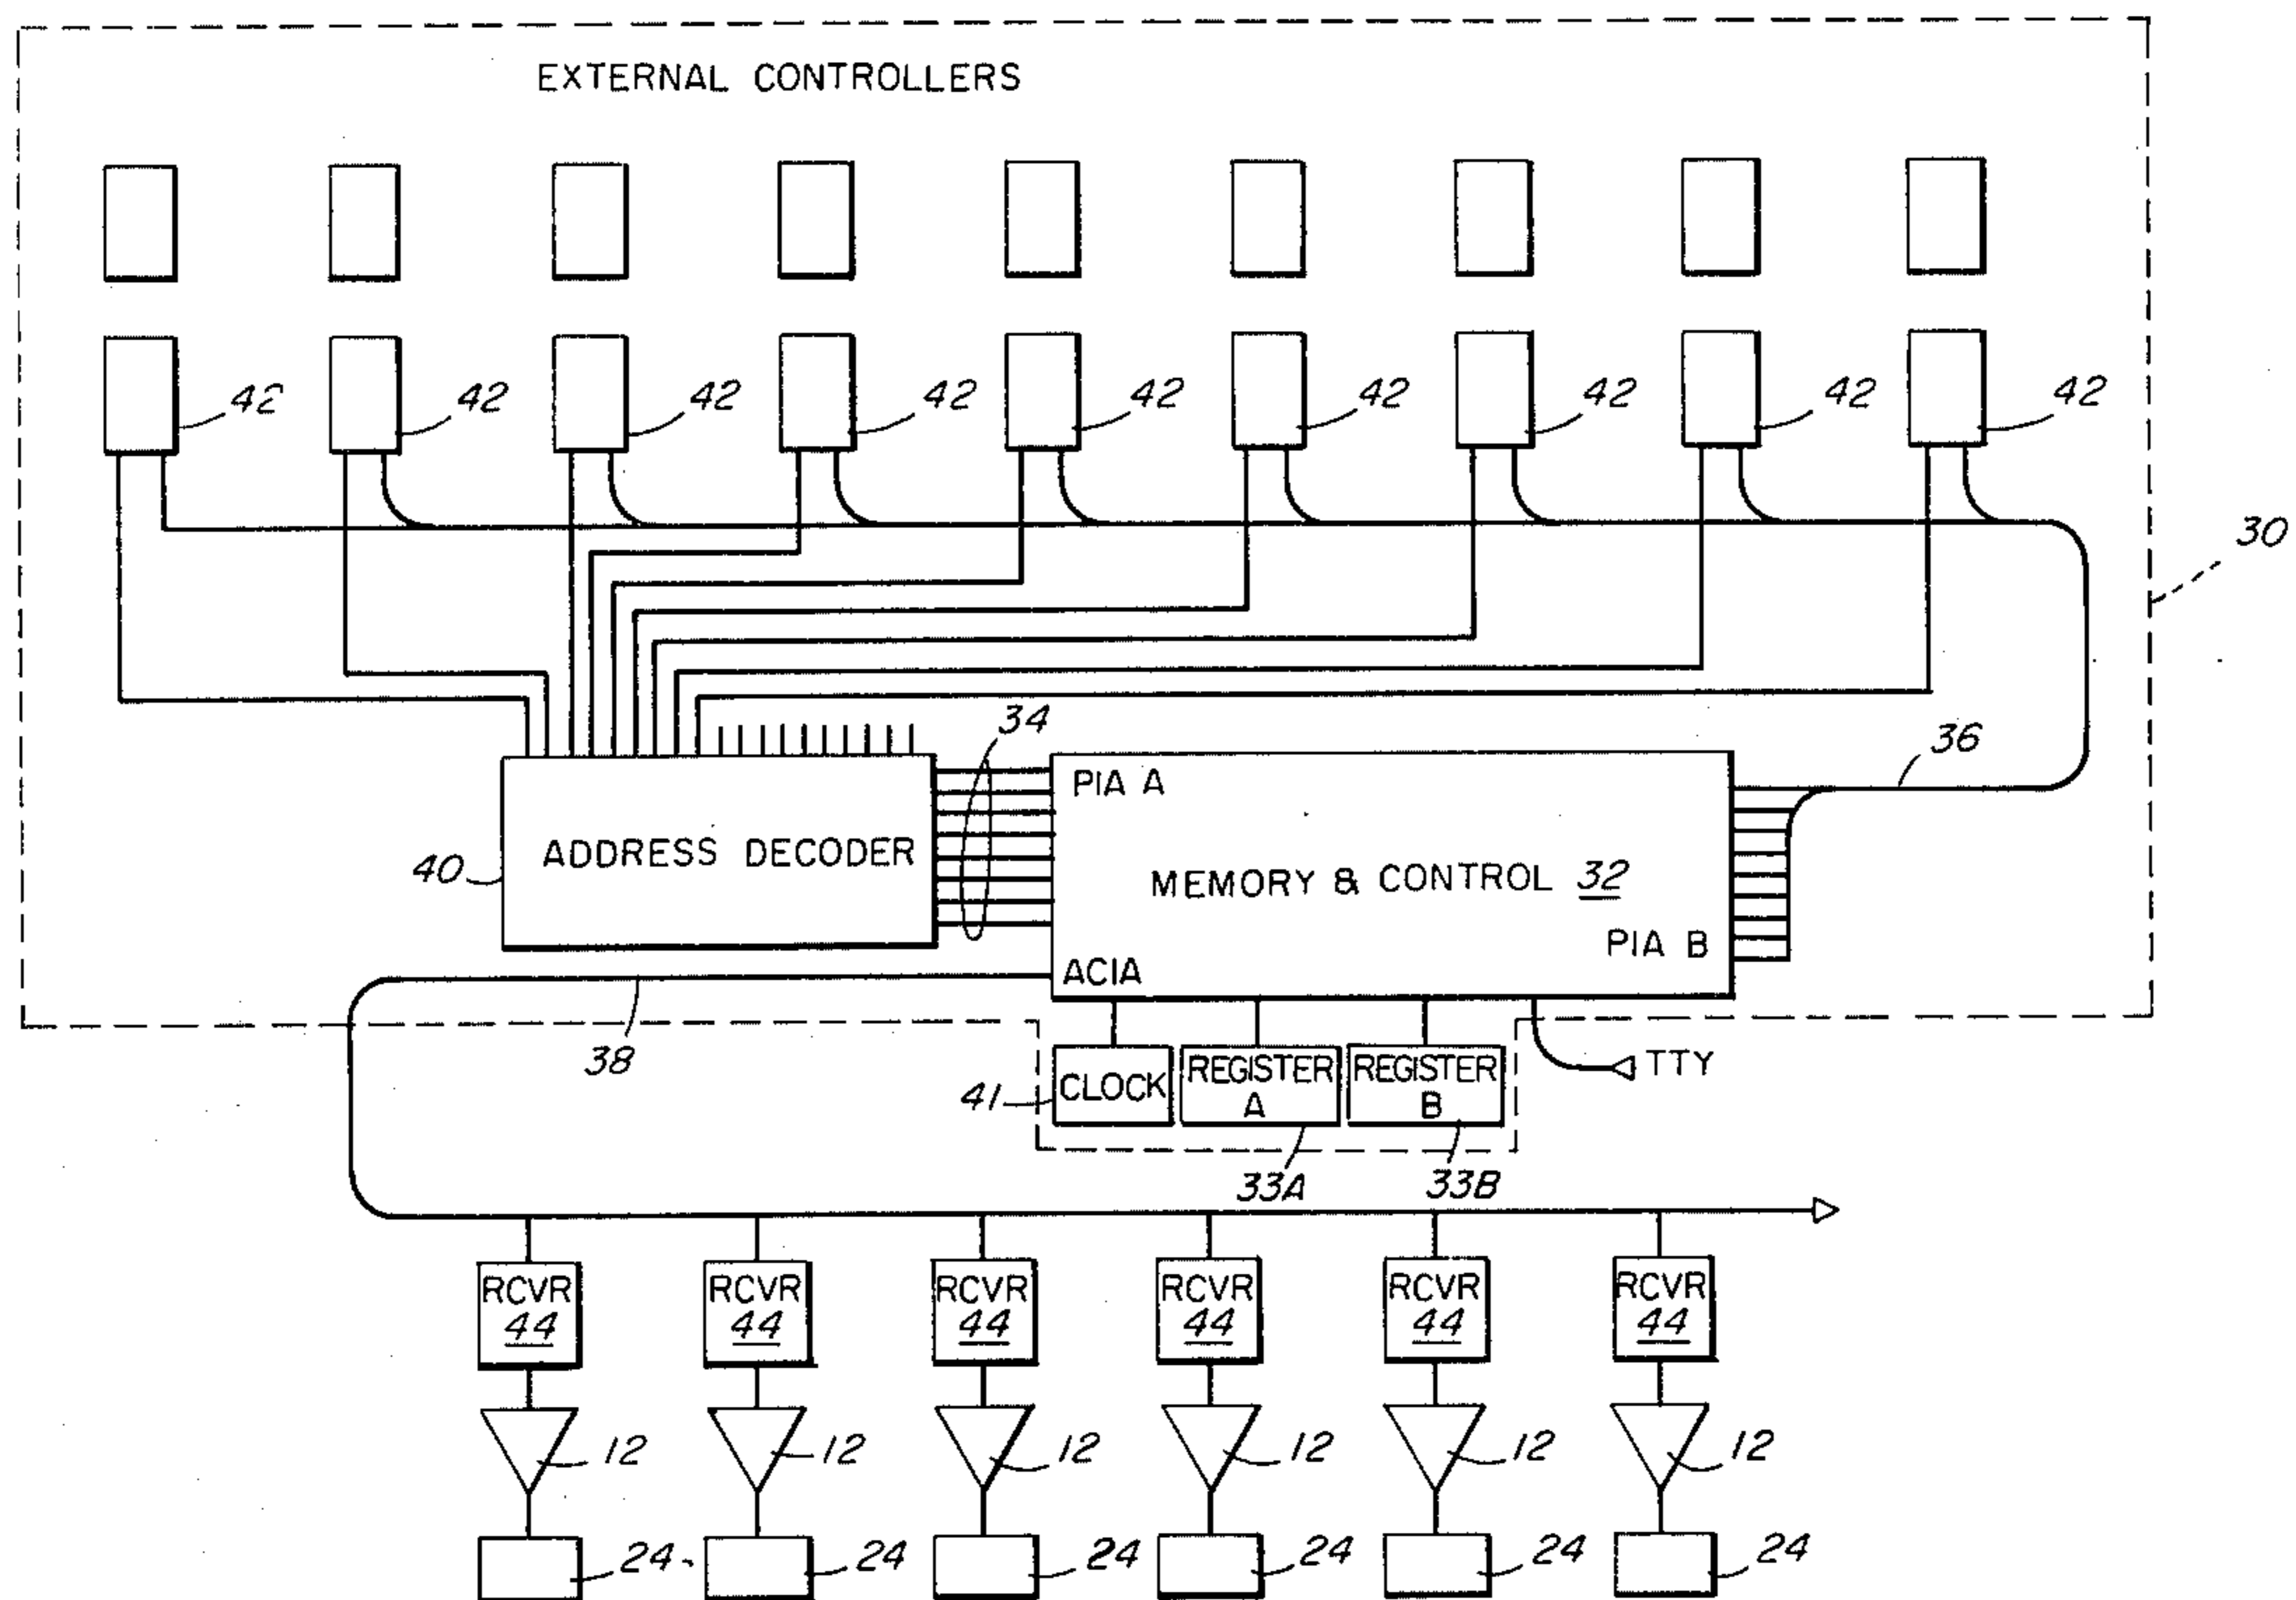 EXTERNAL CONTROLLERS
42 42 42 42 42 42 42 42 42
30
34
36
PIA A
40
ADDRESS DECODER
MEMORY & CONTROL 32
PIA B
ACIA
38
41
CLOCK
REGISTER A
REGISTER B
TTY
33A
33B
RCVR 44
RCVR 44
RCVR 44
RCVR 44
RCVR 44
RCVR 44
12 12 12 12 12 12
24 24 24 24 24 24